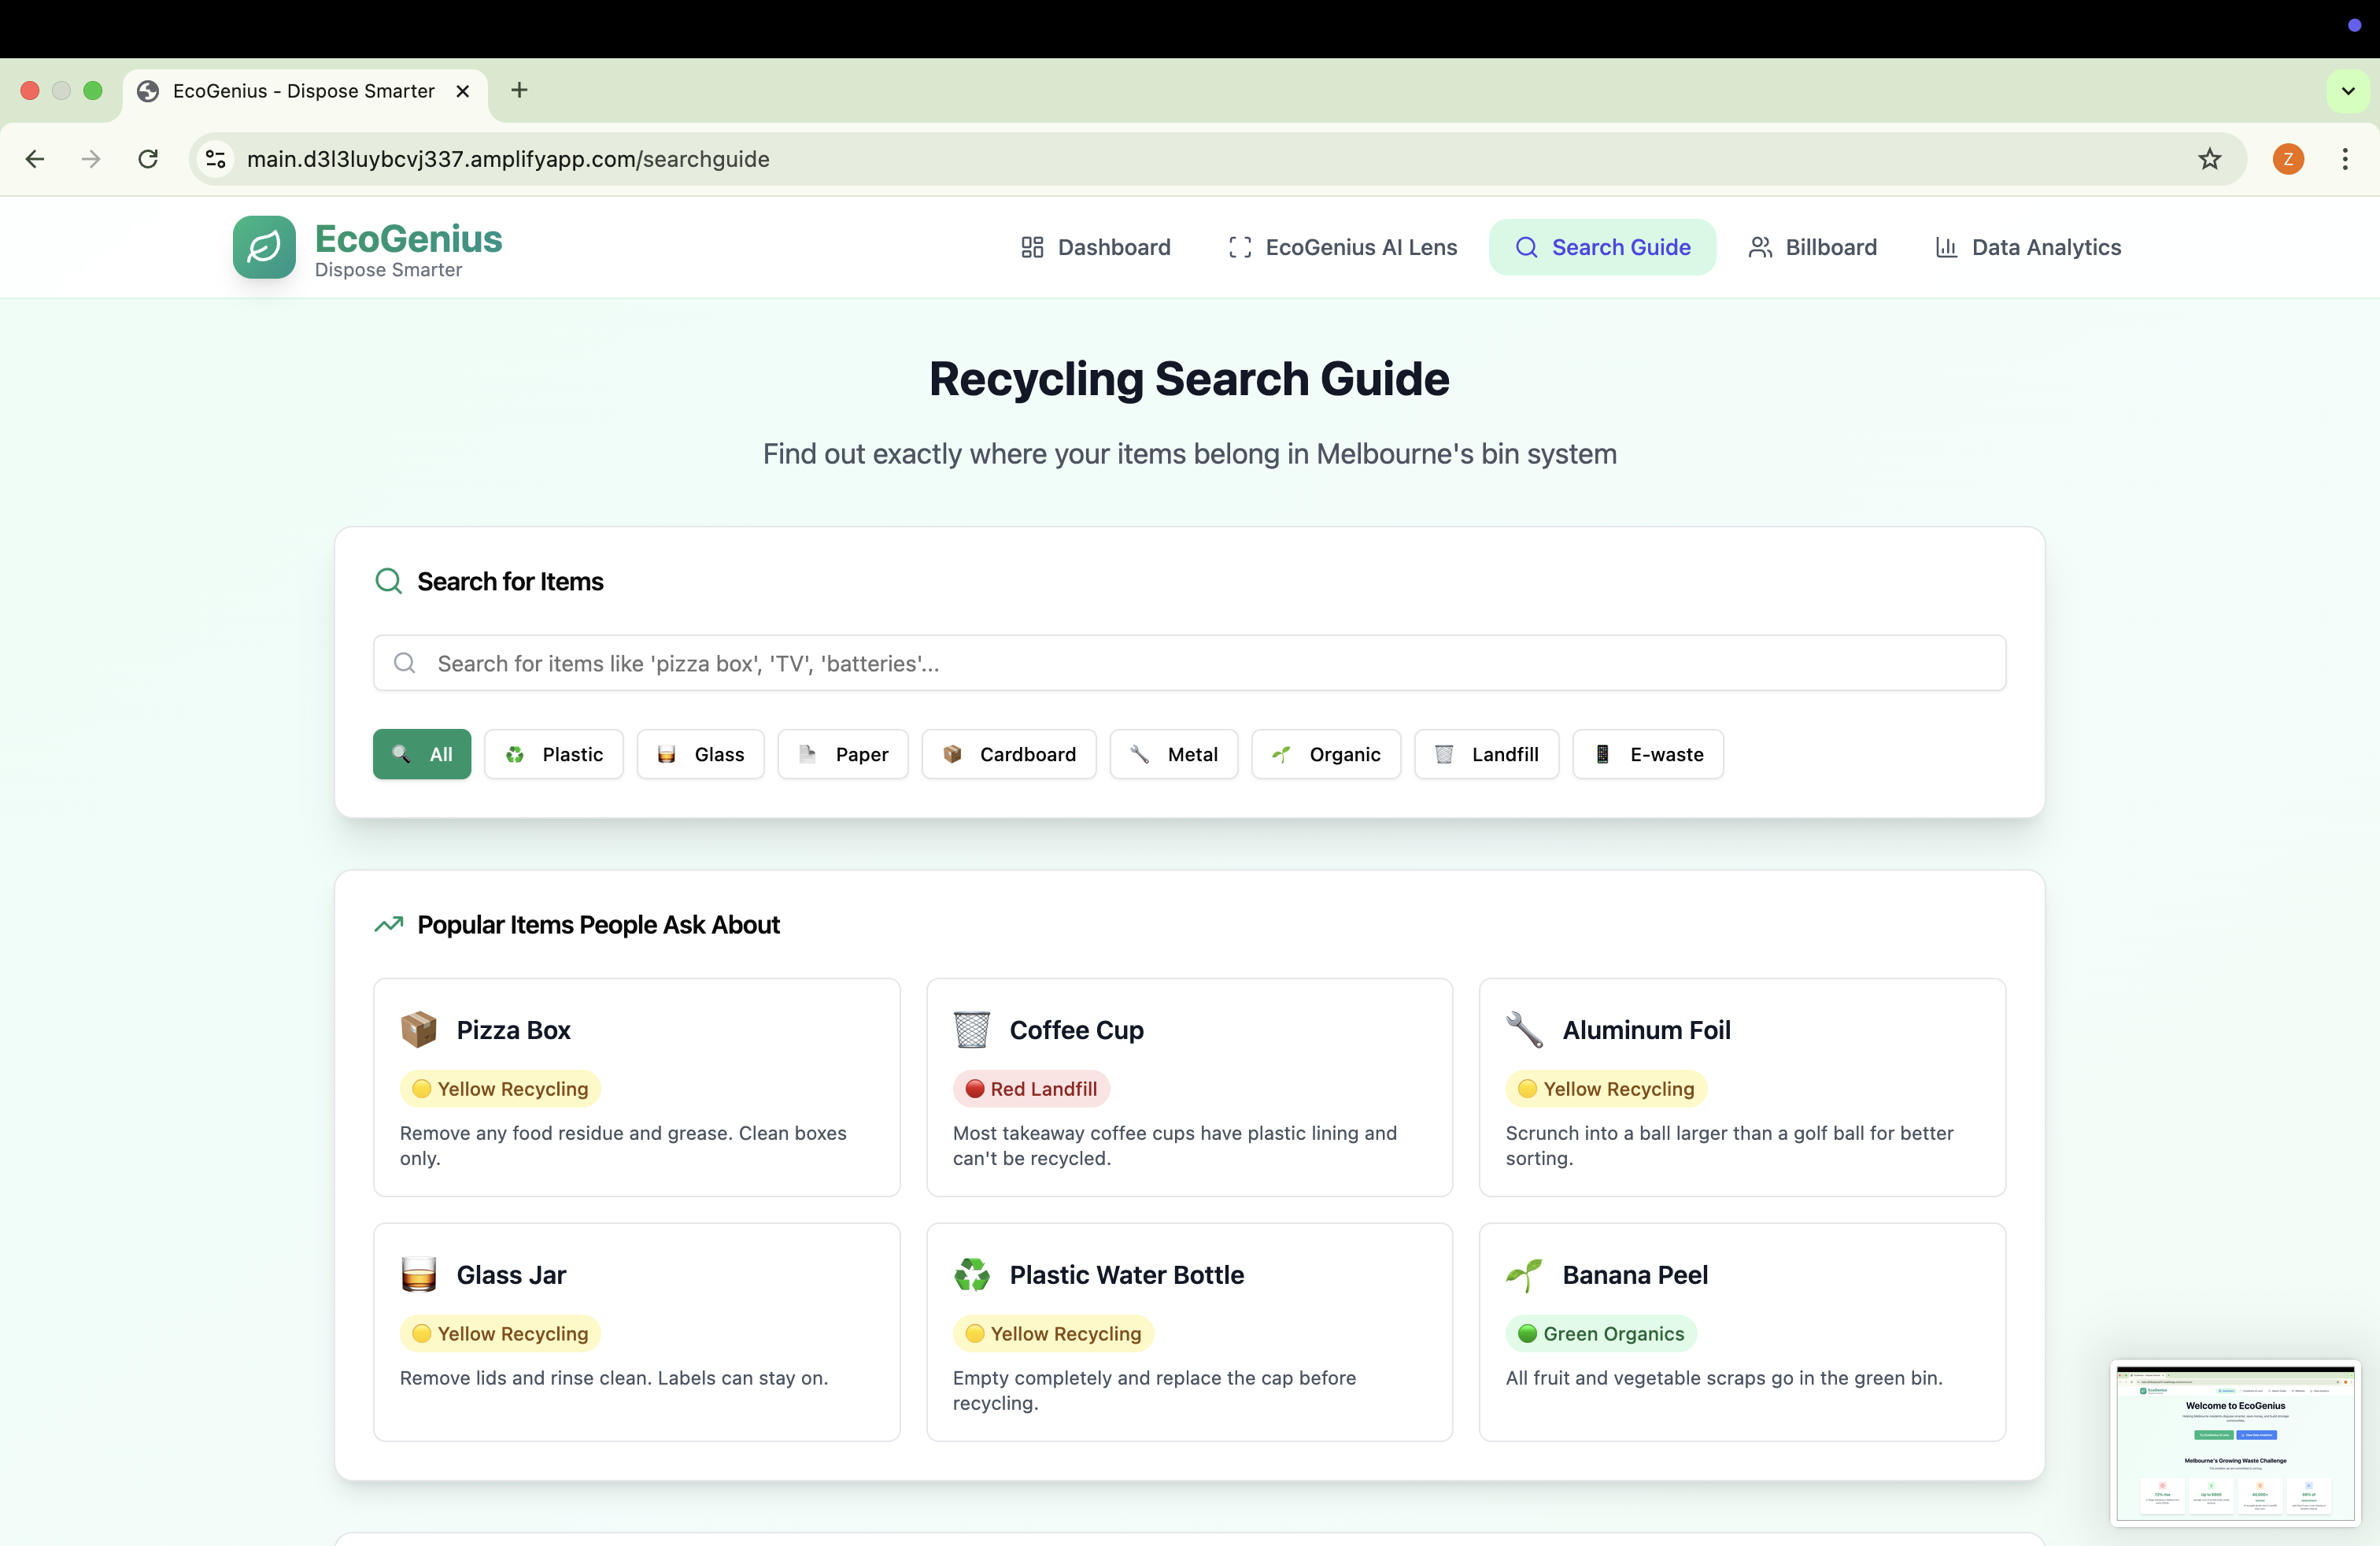 EcoGenius - Dispose Smarter
main.d3l3luybcvj337.amplifyapp.com/searchguide
Z
EcoGenius
Dispose Smarter
Dashboard
EcoGenius AI Lens
Search Guide
Billboard
Data Analytics
Recycling Search Guide
Find out exactly where your items belong in Melbourne's bin system
Search for Items
Search for items like 'pizza box', 'TV', 'batteries'...
All
Plastic
Glass
Paper
Cardboard
Metal
Organic
Landfill
E-waste
Popular Items People Ask About
Pizza Box
Yellow Recycling
Remove any food residue and grease. Clean boxes
only.
Coffee Cup
Red Landfill
Most takeaway coffee cups have plastic lining and
can't be recycled.
Aluminum Foil
Yellow Recycling
Scrunch into a ball larger than a golf ball for better
sorting.
Glass Jar
Yellow Recycling
Remove lids and rinse clean. Labels can stay on.
Plastic Water Bottle
Yellow Recycling
Empty completely and replace the cap before
recycling.
Banana Peel
Green Organics
All fruit and vegetable scraps go in the green bin.
Welcome to EcoGenius
Melbourne's Growing Waste Challenge